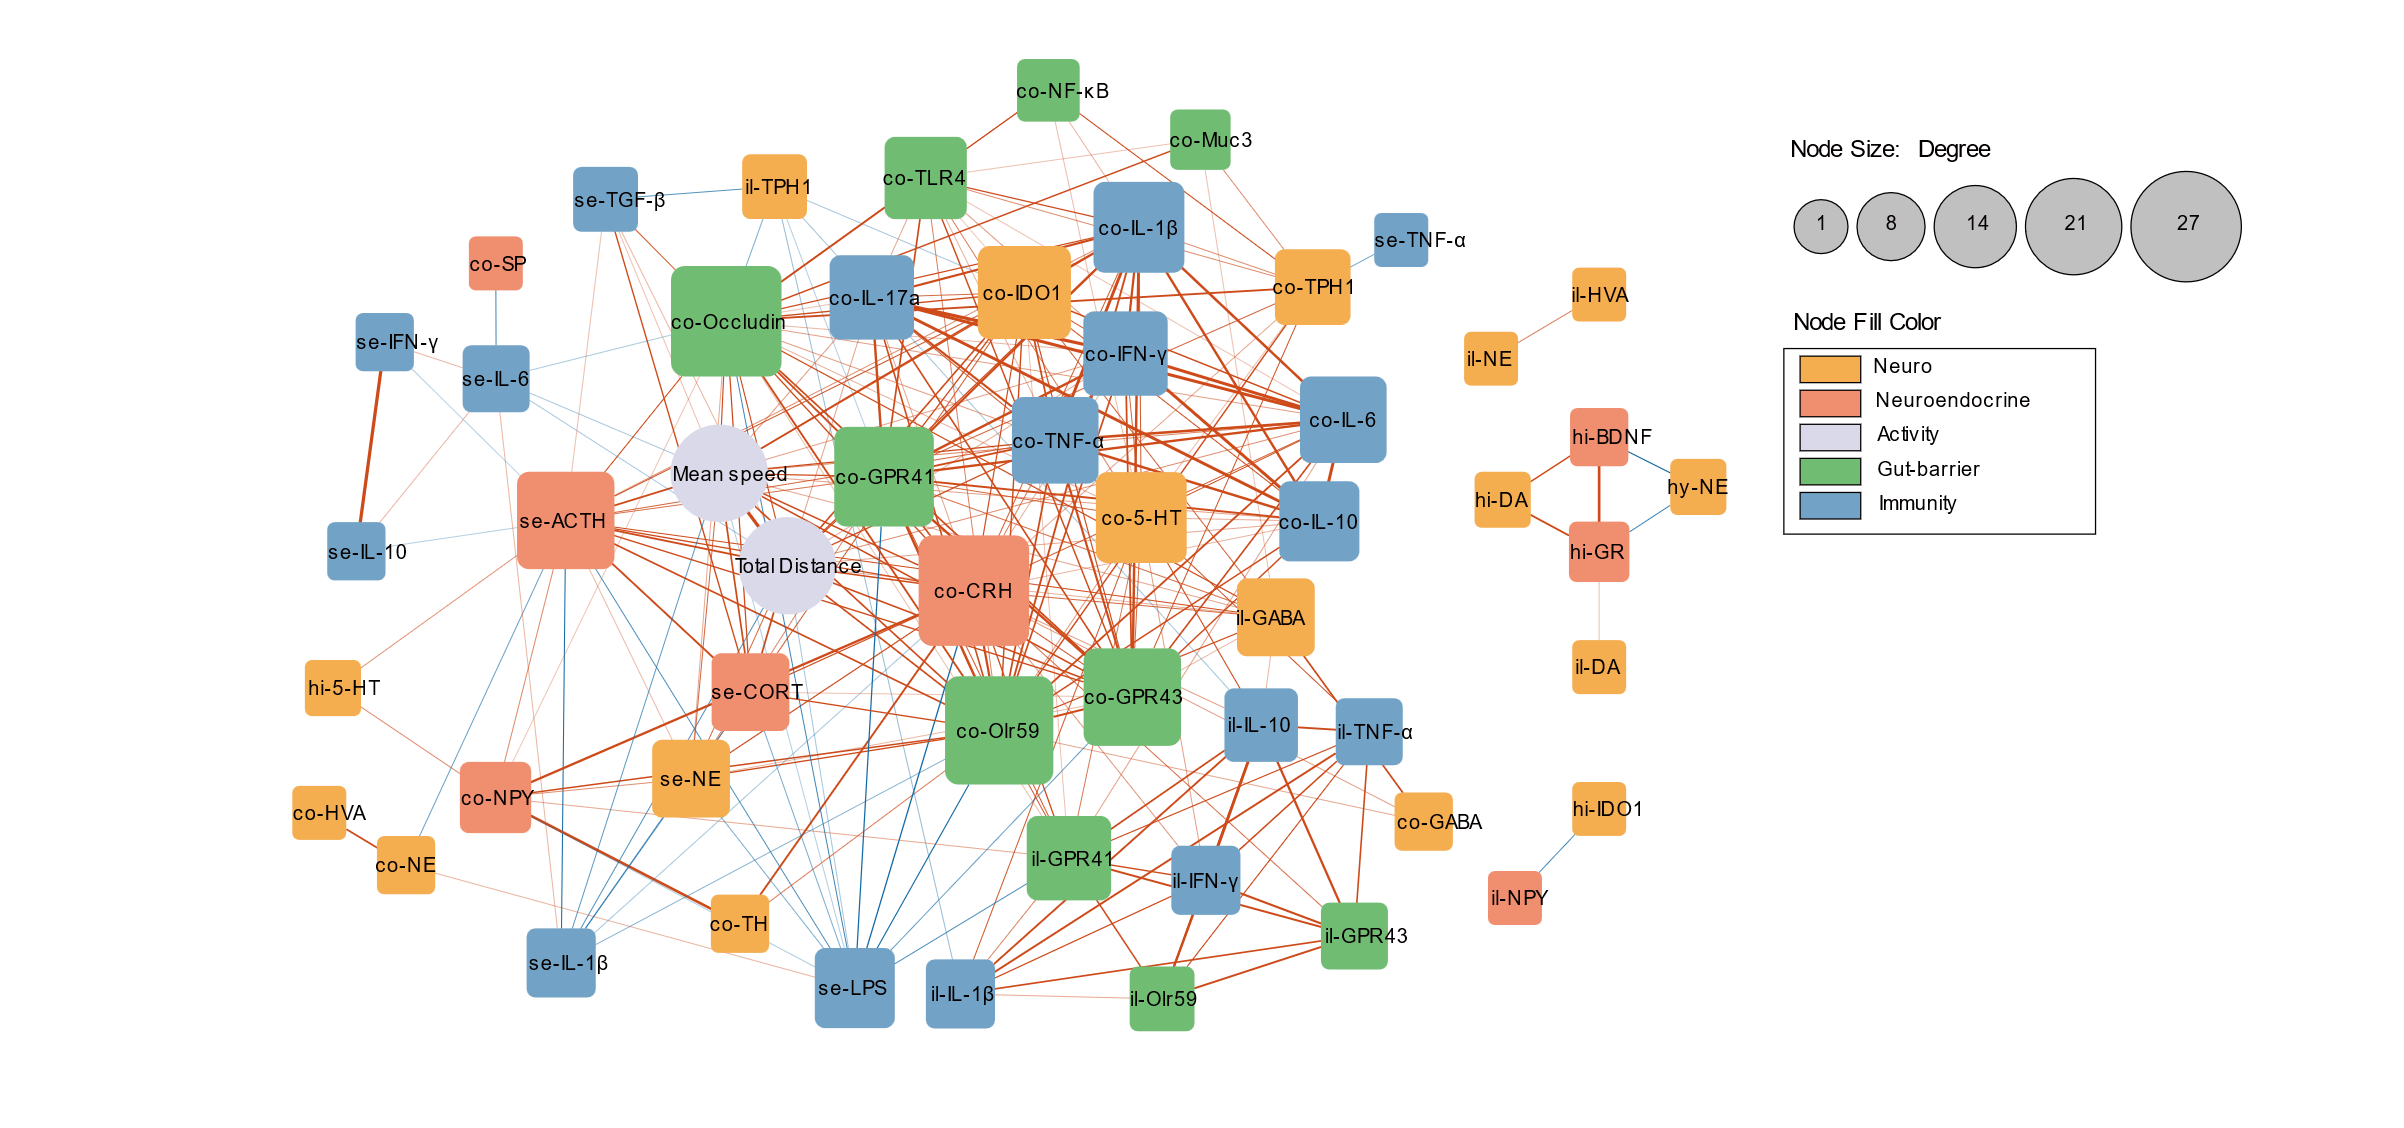 co-NF-κB
co-Muc3
Node Size: Degree
se-TGF-β
il-TPH1
co-TLR4
co-IL-1β
1
8
14
21
27
se-TNF-α
co-SP
co-Occludin
co-IL-17a
co-IDO1
co-TPH1
il-HVA
Node Fill Color
se-IFN-γ
se-IL-6
co-IFN-γ
il-NE
Neuro
Neuroendocrine
Activity
Gut-barrier
Immunity
co-TNF-α
co-IL-6
hi-BDNF
Mean speed
co-GPR41
hi-DA
hy-NE
se-ACTH
co-5-HT
co-IL-10
se-IL-10
Total Distance
co-CRH
hi-GR
il-GABA
il-DA
hi-5-HT
se-CORT
co-GPR43
co-Olr59
il-IL-10
il-TNF-α
co-NPY
se-NE
co-HVA
co-NE
il-GPR41
il-IFN-γ
co-GABA
hi-IDO1
il-NPY
co-TH
il-GPR43
se-IL-1β
se-LPS
il-IL-1β
il-Olr59